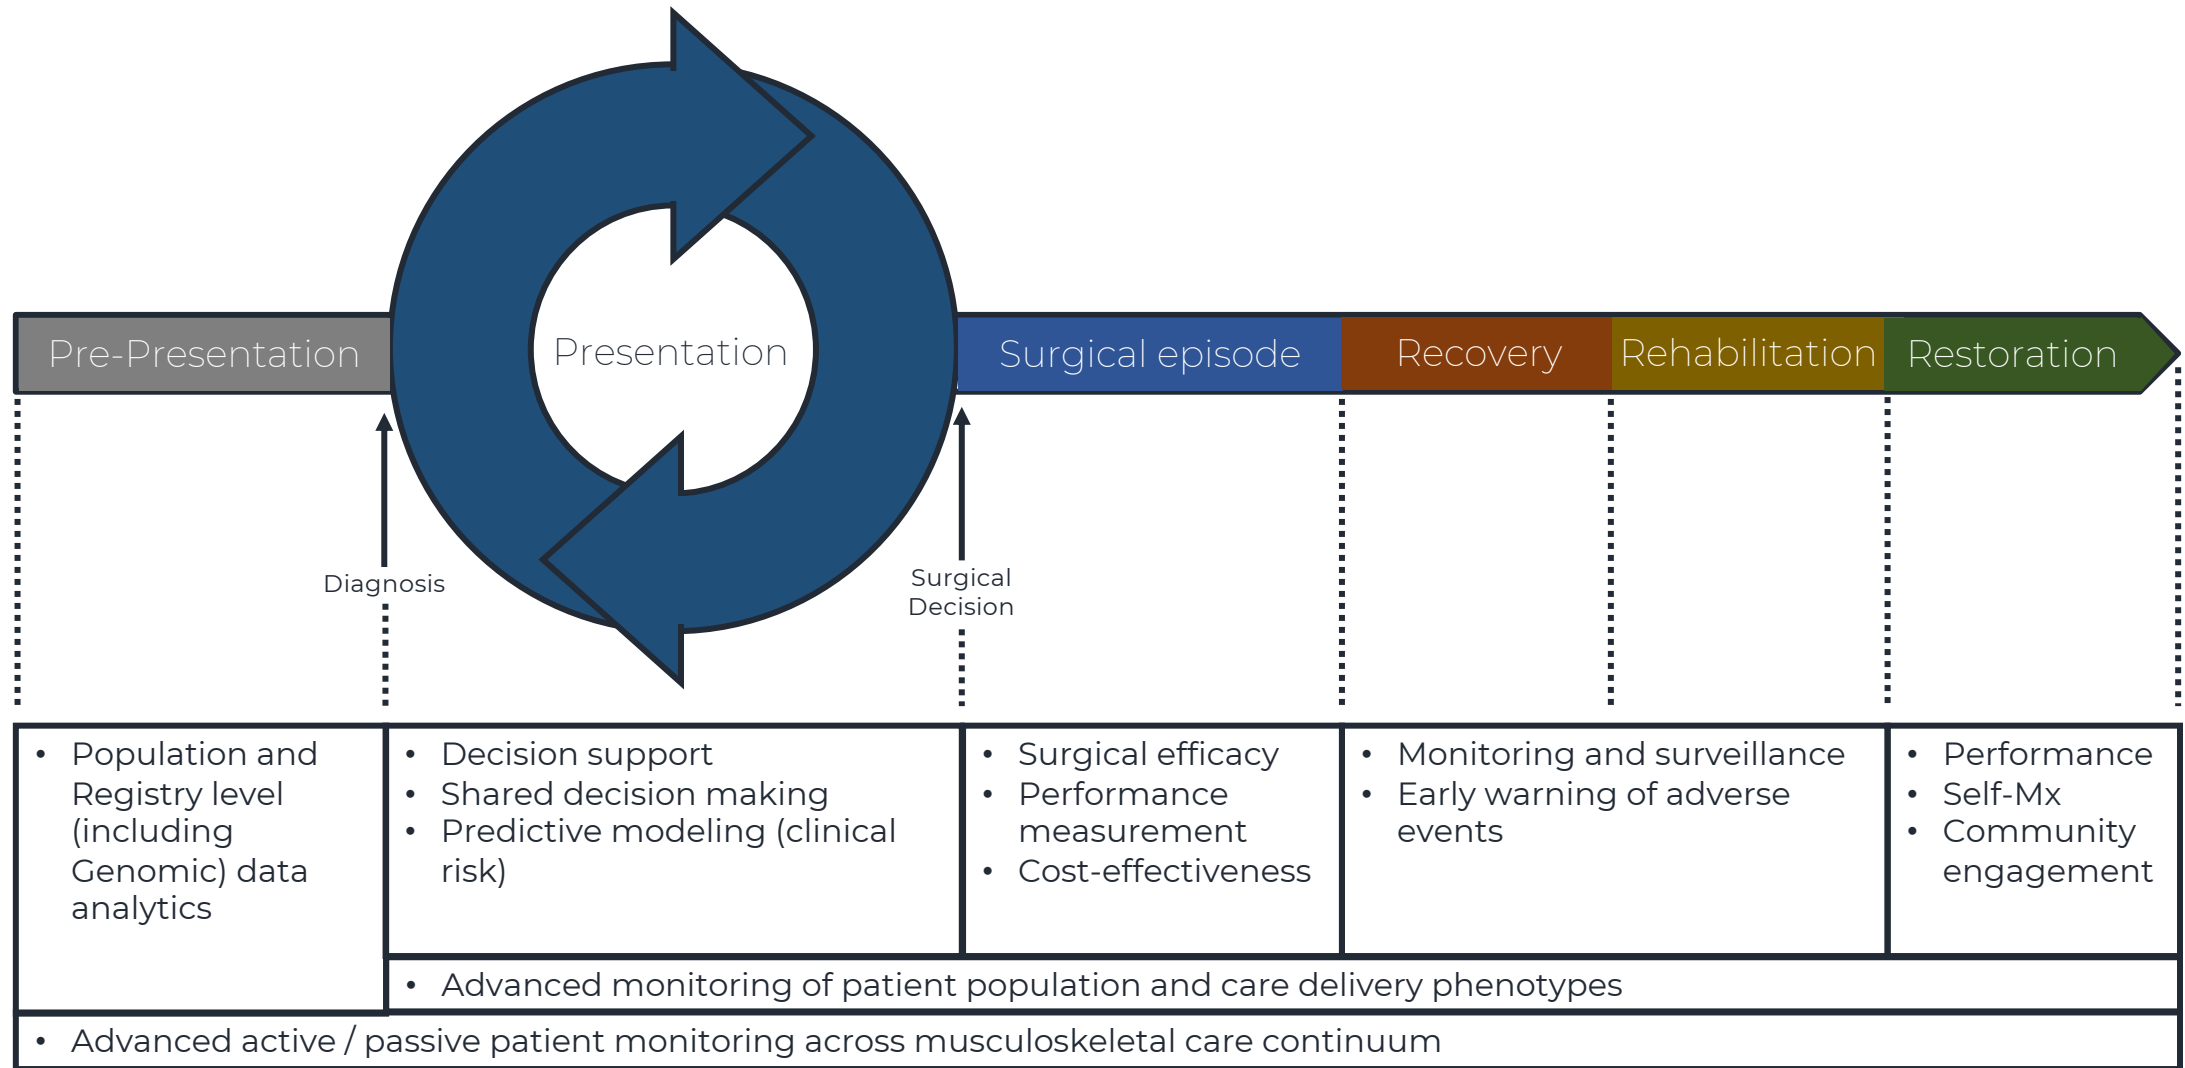 Pre-Presentation
Presentation
Surgical episode
Recovery
Rehabilitation
Restoration
Diagnosis
Surgical
Decision
• Population and
Registry level
(including
Genomic) data
analytics
• Decision support
• Shared decision making
• Predictive modeling (clinical
risk)
• Surgical efficacy
• Performance
measurement
• Cost-effectiveness
• Monitoring and surveillance
• Early warning of adverse
events
• Performance
• Self-Mx
• Community
engagement
• Advanced monitoring of patient population and care delivery phenotypes
• Advanced active / passive patient monitoring across musculoskeletal care continuum